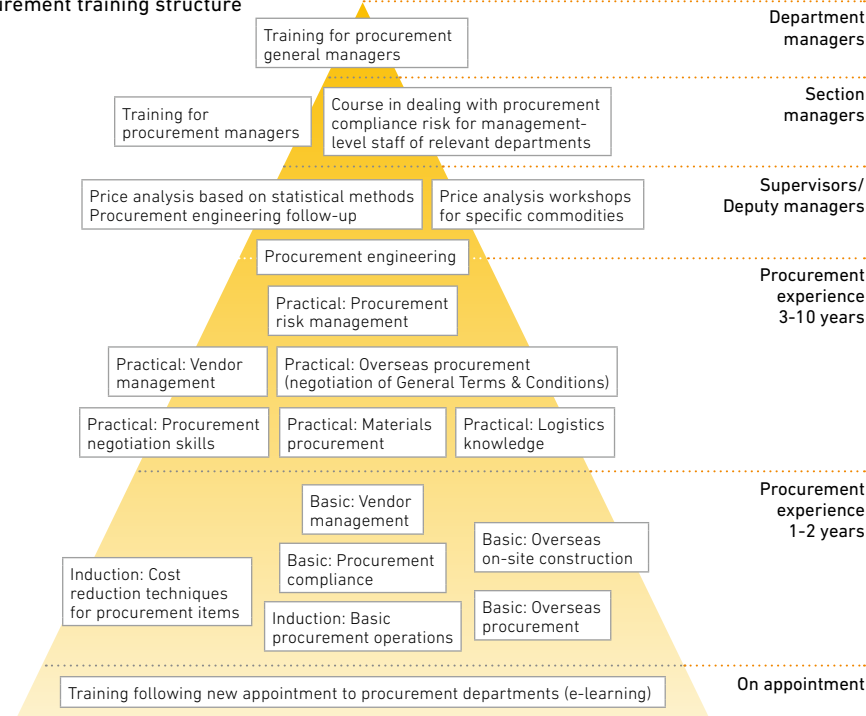 urement training structure
Department
managers
Training for procurement
general managers
Section
managers
Training for
procurement managers
Course in dealing with procurement
compliance risk for management-
level staff of relevant departments
Supervisors/
Deputy managers
Price analysis based on statistical methods
Procurement engineering follow-up
Price analysis workshops
for specific commodities
Procurement engineering
Procurement
experience
3-10 years
Practical: Procurement
risk management
Practical: Vendor
management
Practical: Overseas procurement
(negotiation of General Terms & Conditions)
Practical: Procurement
negotiation skills
Practical: Materials
procurement
Practical: Logistics
knowledge
Procurement
experience
1-2 years
Basic: Vendor
management
Basic: Overseas
on-site construction
Basic: Procurement
compliance
Induction: Cost
reduction techniques
for procurement items
Basic: Overseas
procurement
Induction: Basic
procurement operations
On appointment
Training following new appointment to procurement departments (e-learning)